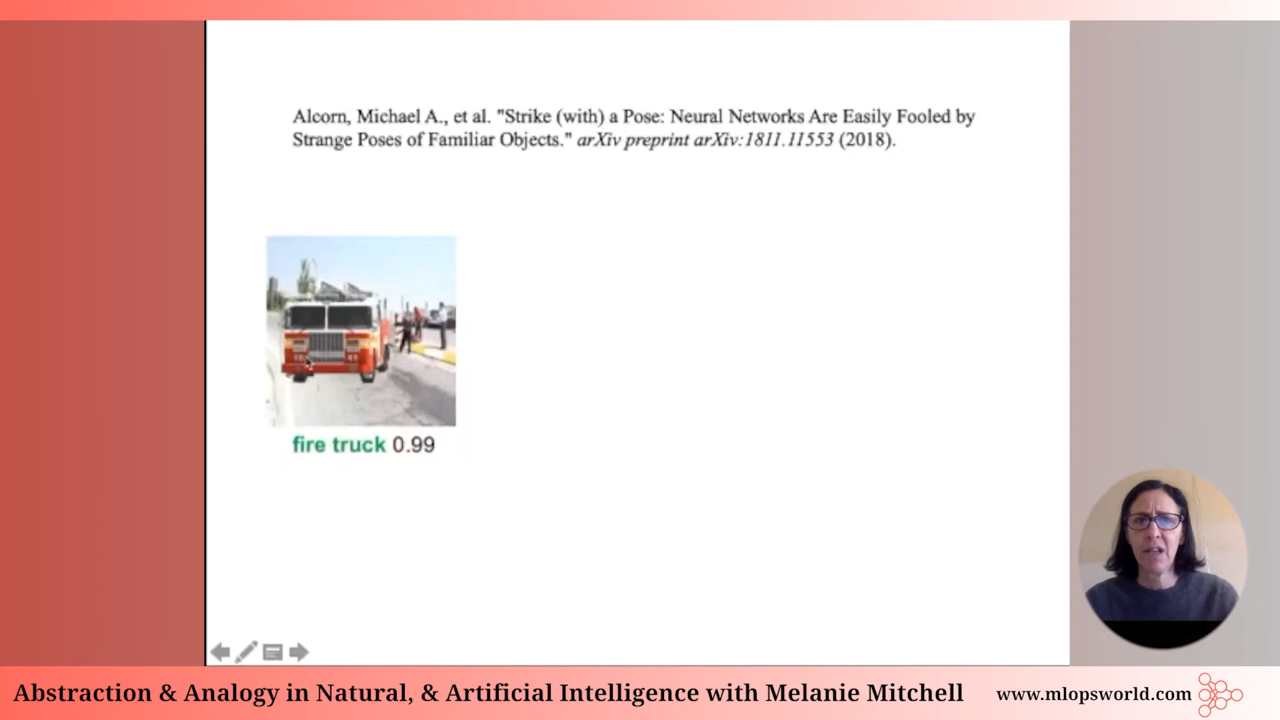 Alcorn, Michael A., et al. "Strike (with) a Pose: Neural Networks Are Easily Fooled by
Strange Poses of Familiar Objects." arXiv preprint arXiv:1811.11553 (2018).
fire truck 0.99
Abstraction & Analogy in Natural, & Artificial Intelligence with Melanie Mitchell
www.mlopsworld.com